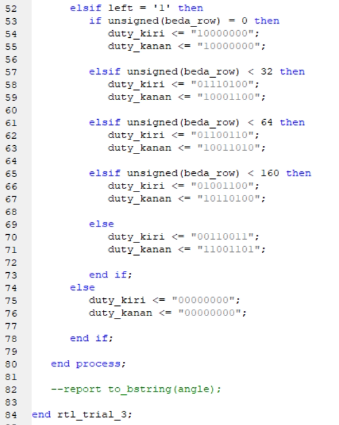 52 elsif left = '1' then
53 if unsigned(beda_row) = 0 then
54 duty_kiri <= "10000000";
55 duty_kanan <= "10000000";
56
57 elsif unsigned(beda_row) < 32 then
58 duty_kiri <= "01110100";
59 duty_kanan <= "10001100";
60
61 elsif unsigned(beda_row) < 64 then
62 duty_kiri <= "01100110";
63 duty_kanan <= "10011010";
64
65 elsif unsigned(beda_row) < 160 then
66 duty_kiri <= "01001100";
67 duty_kanan <= "10110100";
68
69 else
70 duty_kiri <= "00110011";
71 duty_kanan <= "11001101";
72
73 end if;
74 else
75 duty_kiri <= "00000000";
76 duty_kanan <= "00000000";
77
78 end if;
79
80 end process;
81
82 --report to_bstring(angle);
83
84 end rtl_trial_3;